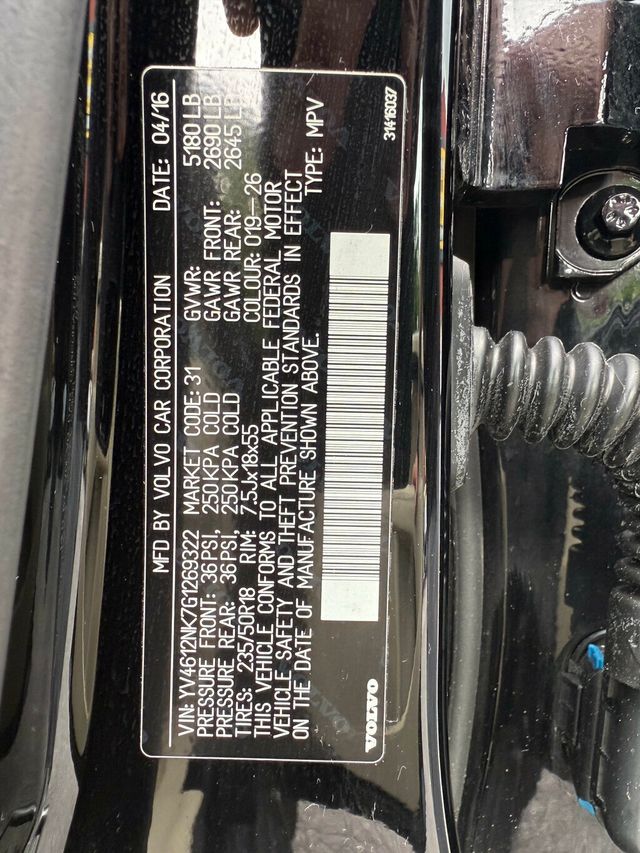 MFD BY VOLVO CAR CORPORATION DATE: 04/16
VIN: YV4612NK7G1269322 MARKET CODE: 31 GVWR: 5180 LB
PRESSURE FRONT: 36PSI, 250KPA COLD GAWR FRONT: 2690 LB
PRESSURE REAR: 36PSI, 250 KPA COLD GAWR REAR: 2645 LB
TIRES: 235/50R18 RIM: 7.5Jx18x55 COLOUR: 019-26
THIS VEHICLE CONFORMS TO ALL APPLICABLE FEDERAL MOTOR
VEHICLE SAFETY AND THEFT PREVENTION STANDARDS IN EFFECT
ON THE DATE OF MANUFACTURE SHOWN ABOVE. TYPE: MPV
VOLVO 31416037